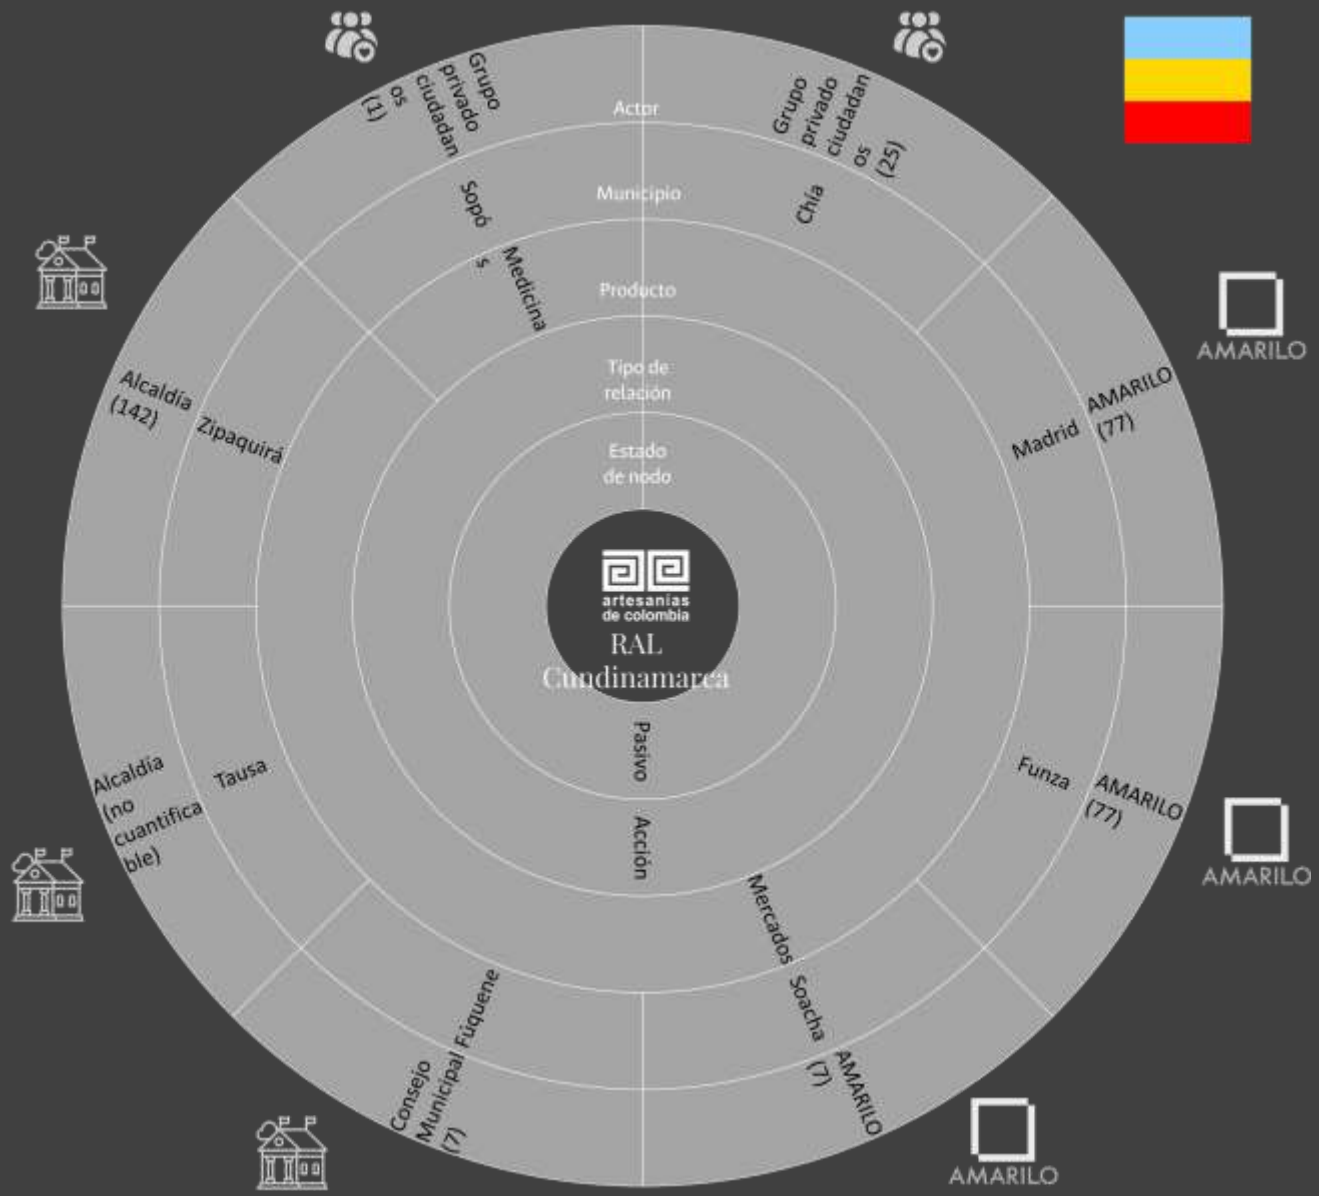 Actor
Municipio
Producto
Tipo de
relación
Estado
de nodo
artesanías
de colombia
RAL
Cundinamarca
Grupo
privado
ciudadan
os
(25)
Chía
AMARILO
(77)
Madrid
AMARILO
AMARILO
(77)
Funza
AMARILO
AMARILO
(7)
Soacha
Mercados
AMARILO
Consejo
Municipal
(7)
Fúquene
Alcaldía
(no
cuantifica
ble)
Tausa
Alcaldía
(142)
Zipaquirá
Grupo
privado
ciudadan
os
(1)
Sopó
Medicina
s
Acción
Pasivo